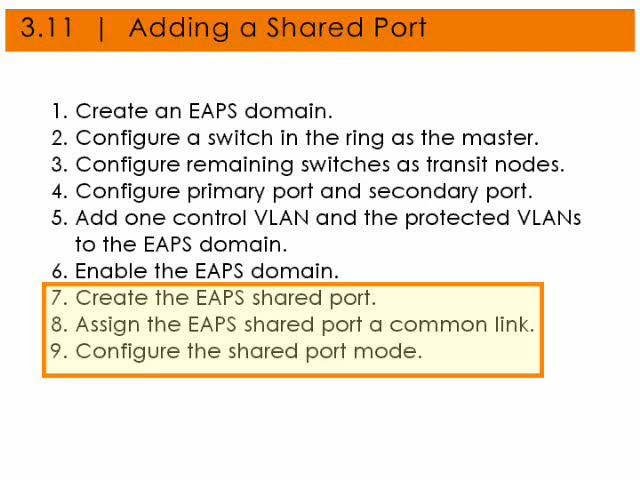 3.11 | Adding a Shared Port
1. Create an EAPS domain.
2. Configure a switch in the ring as the master.
3. Configure remaining switches as transit nodes.
4. Configure primary port and secondary port.
5. Add one control VLAN and the protected VLANs
to the EAPS domain.
6. Enable the EAPS domain.
7. Create the EAPS shared port.
8. Assign the EAPS shared port a common link.
9. Configure the shared port mode.